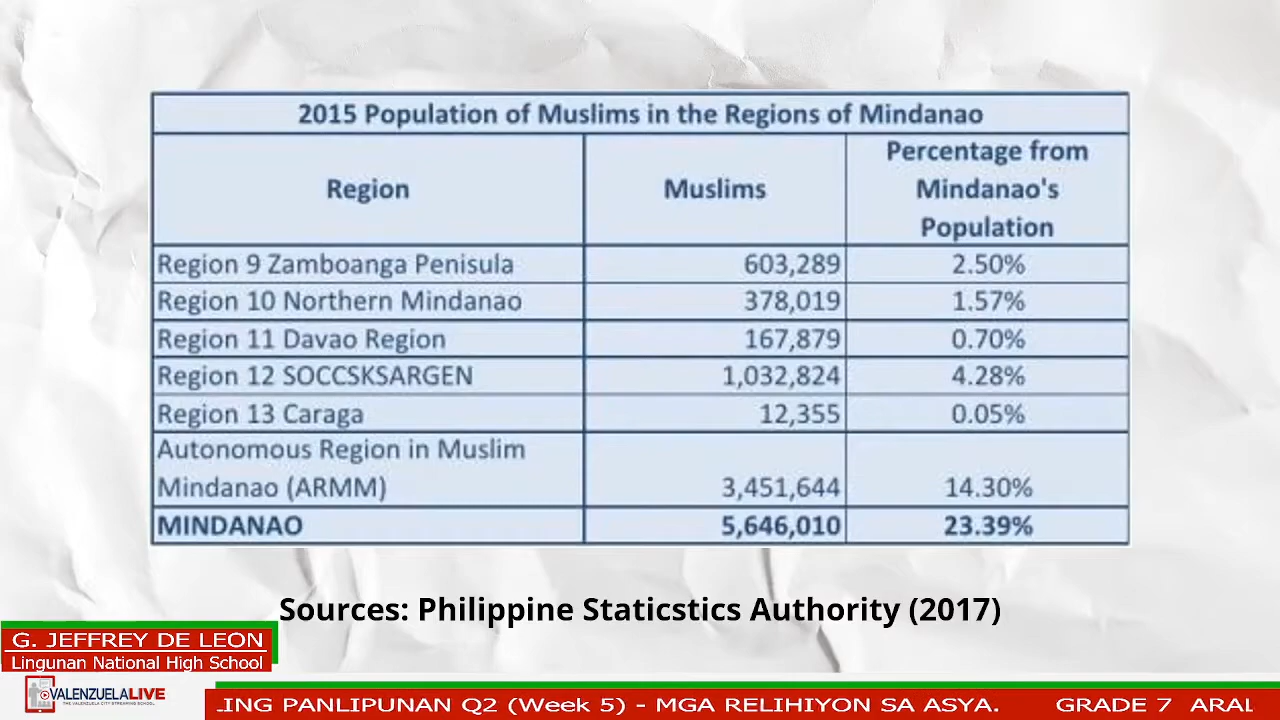 2015 Population of Muslims in the Regions of Mindanao
Region Muslims Percentage from Mindanao's Population
Region 9 Zamboanga Penisula 603,289 2.50%
Region 10 Northern Mindanao 378,019 1.57%
Region 11 Davao Region 167,879 0.70%
Region 12 SOCCSKSARGEN 1,032,824 4.28%
Region 13 Caraga 12,355 0.05%
Autonomous Region in Muslim
Mindanao (ARMM) 3,451,644 14.30%
MINDANAO 5,646,010 23.39%
Sources: Philippine Staticstics Authority (2017)
G. JEFFREY DE LEON
Lingunan National High School
VALENZUELALIVE
THE VALENZUELA CITY STREAMING SCHOOL
ING PANLIPUNAN Q2 (Week 5) - MGA RELIHIYON SA ASYA. GRADE 7 ARAL